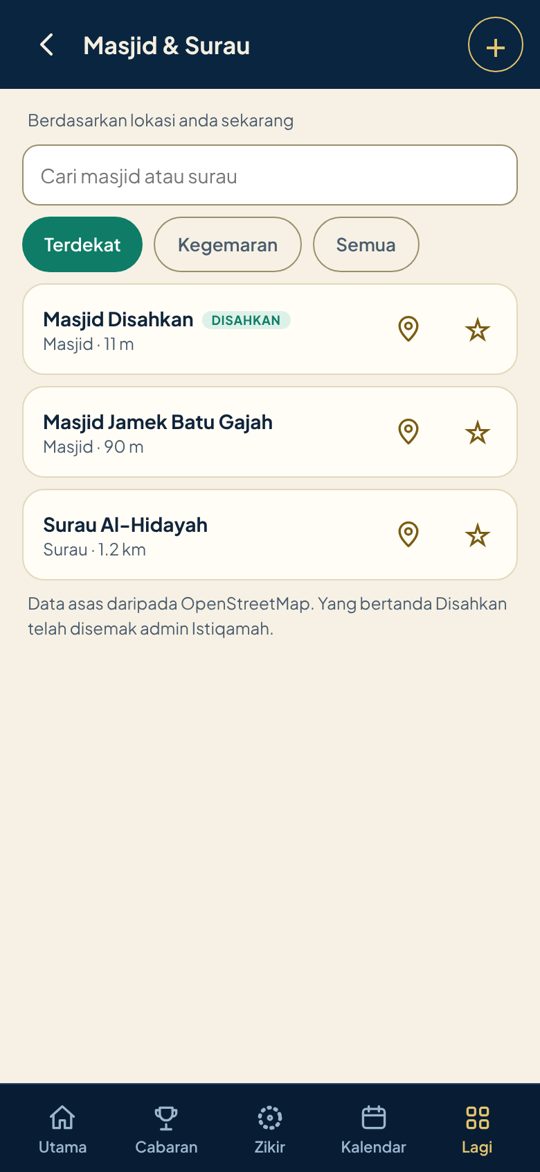 Masjid & Surau
Berdasarkan lokasi anda sekarang
Cari masjid atau surau
Terdekat
Kegemaran
Semua
Masjid Disahkan DISAHKAN
Masjid · 11 m
Masjid Jamek Batu Gajah
Masjid · 90 m
Surau Al-Hidayah
Surau · 1.2 km
Data asas daripada OpenStreetMap. Yang bertanda Disahkan
telah disemak admin Istiqamah.
Utama
Cabaran
Zikir
Kalendar
Lagi